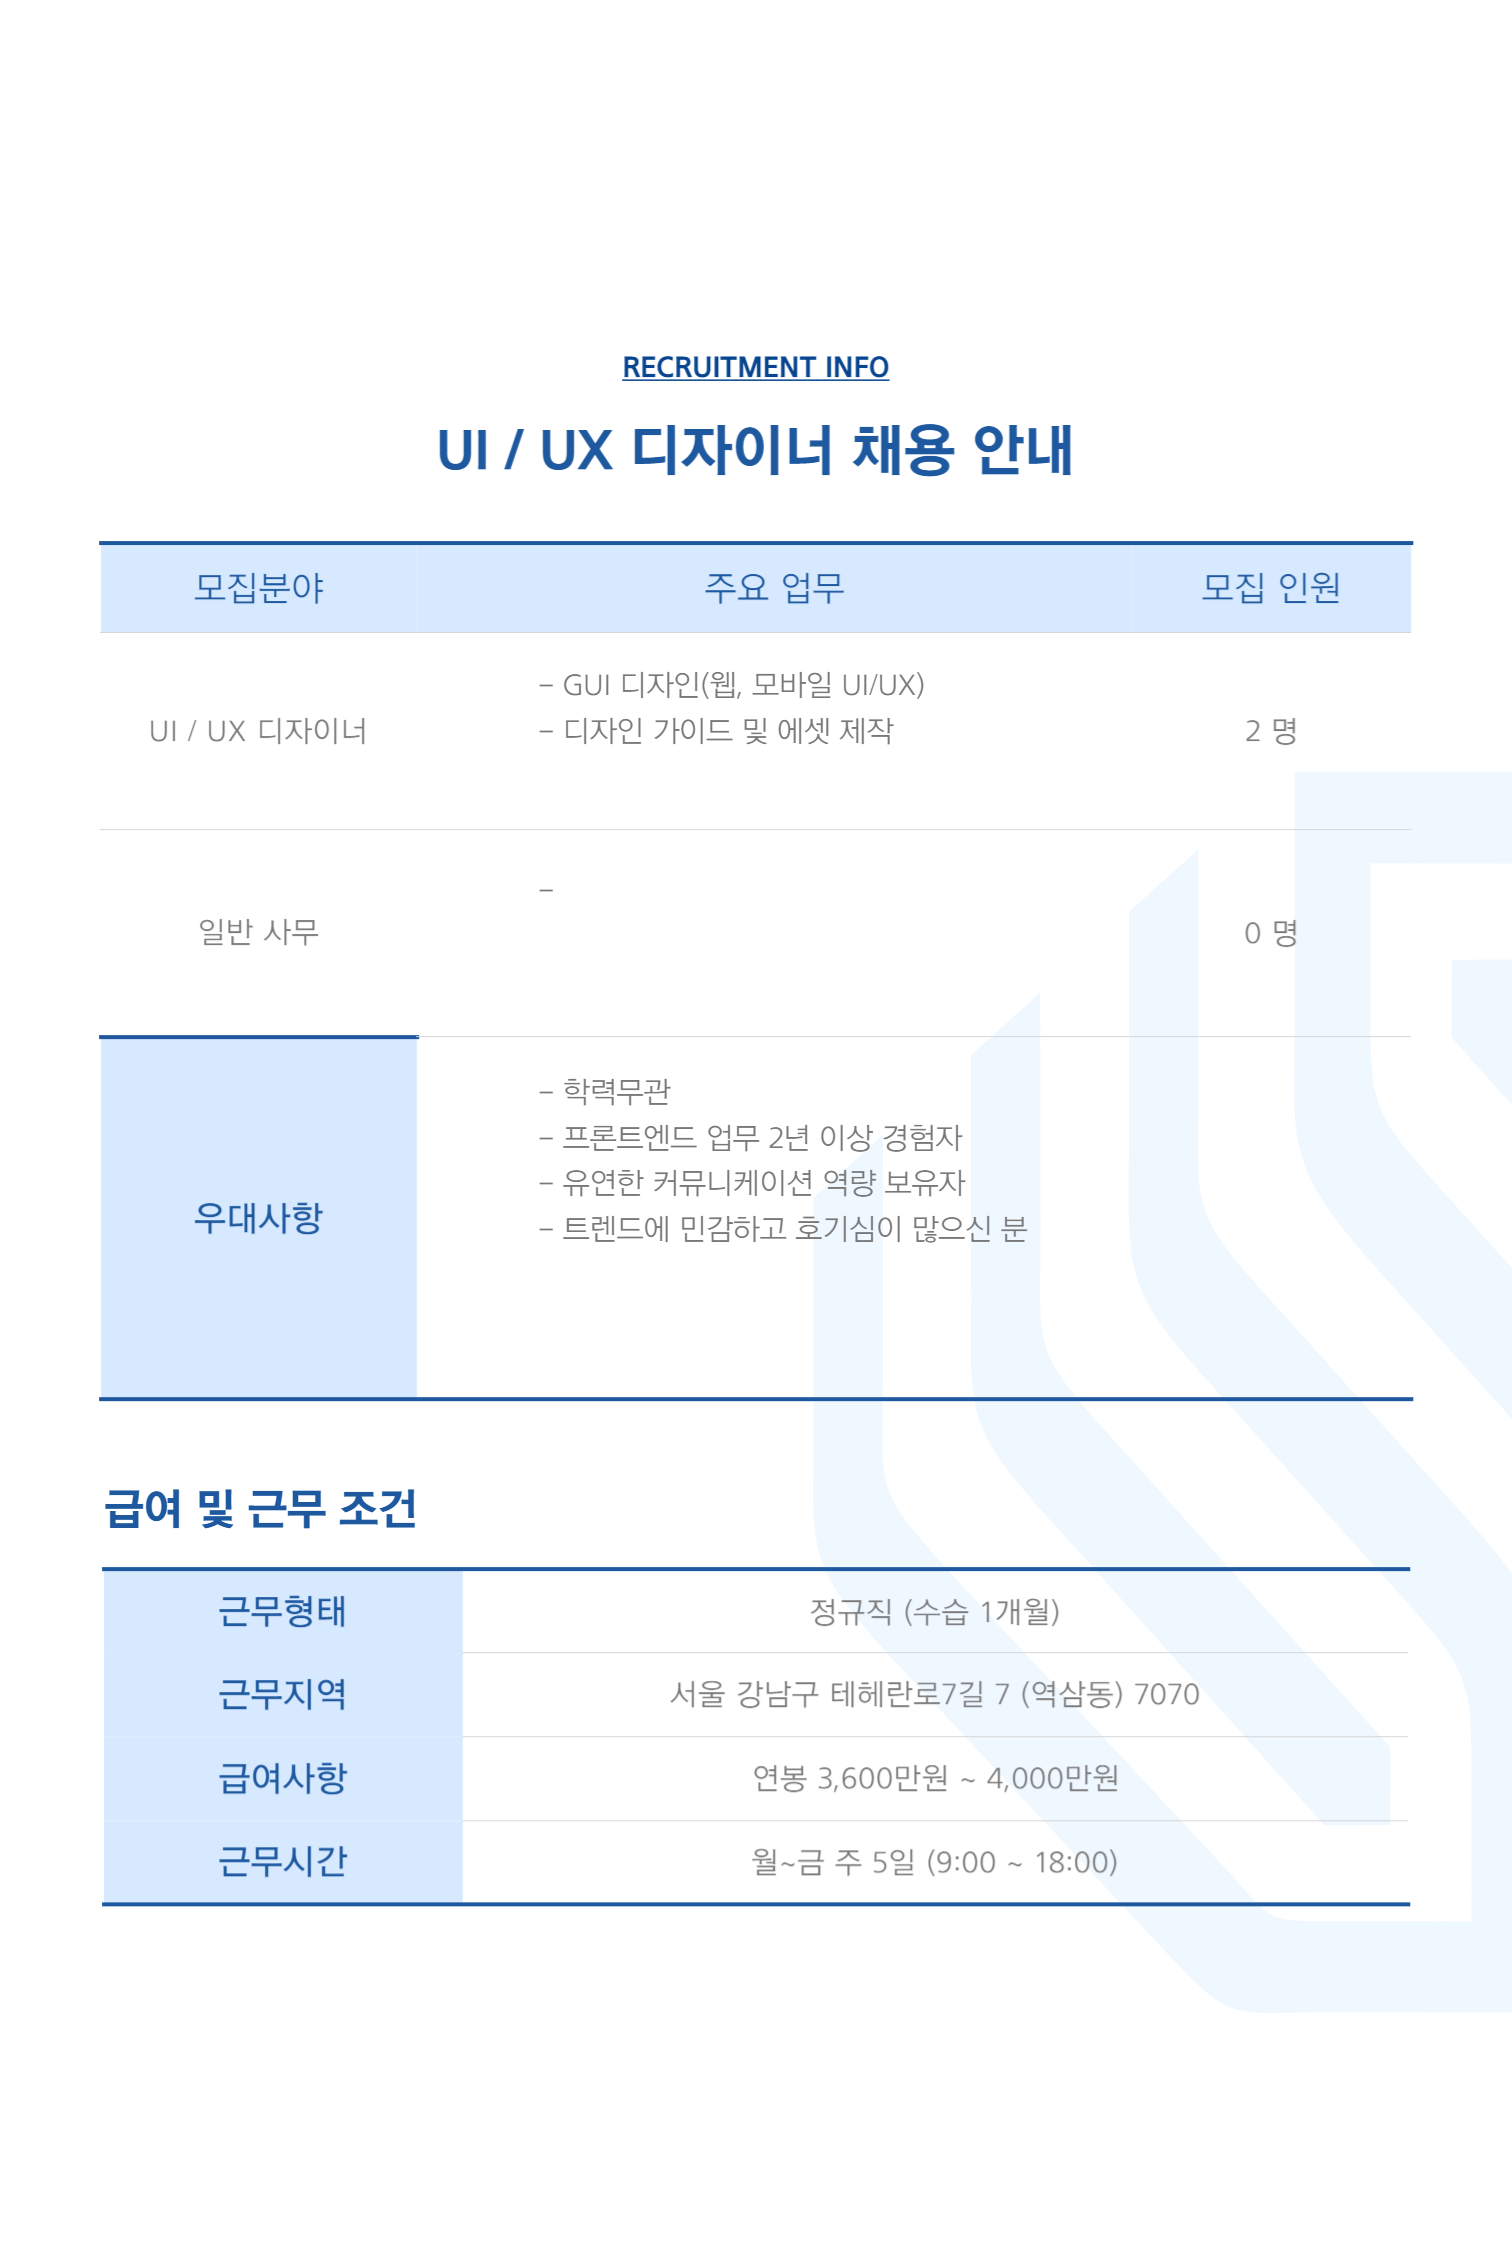 RECRUITMENT INFO
UI / UX 디자이너 채용 안내
모집분야 주요 업무 모집 인원
– GUI 디자인(웹, 모바일 UI/UX)
UI / UX 디자이너 – 디자인 가이드 및 에셋 제작 2 명
–
일반 사무 0 명
– 학력무관
– 프론트엔드 업무 2년 이상 경험자
– 유연한 커뮤니케이션 역량 보유자
우대사항 – 트렌드에 민감하고 호기심이 많으신 분
급여 및 근무 조건
근무형태 정규직 (수습 1개월)
근무지역 서울 강남구 테헤란로7길 7 (역삼동) 7070
급여사항 연봉 3,600만원 ~ 4,000만원
근무시간 월~금 주 5일 (9:00 ~ 18:00)